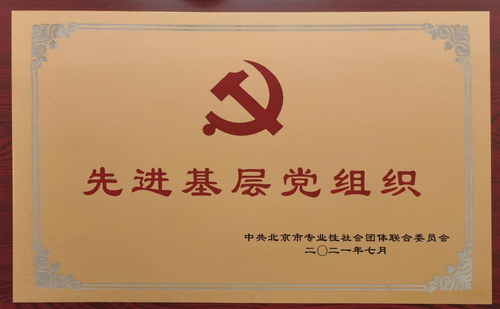 先进基层党组织
中共北京市专业性社会团体联合委员会
二〇二一年七月